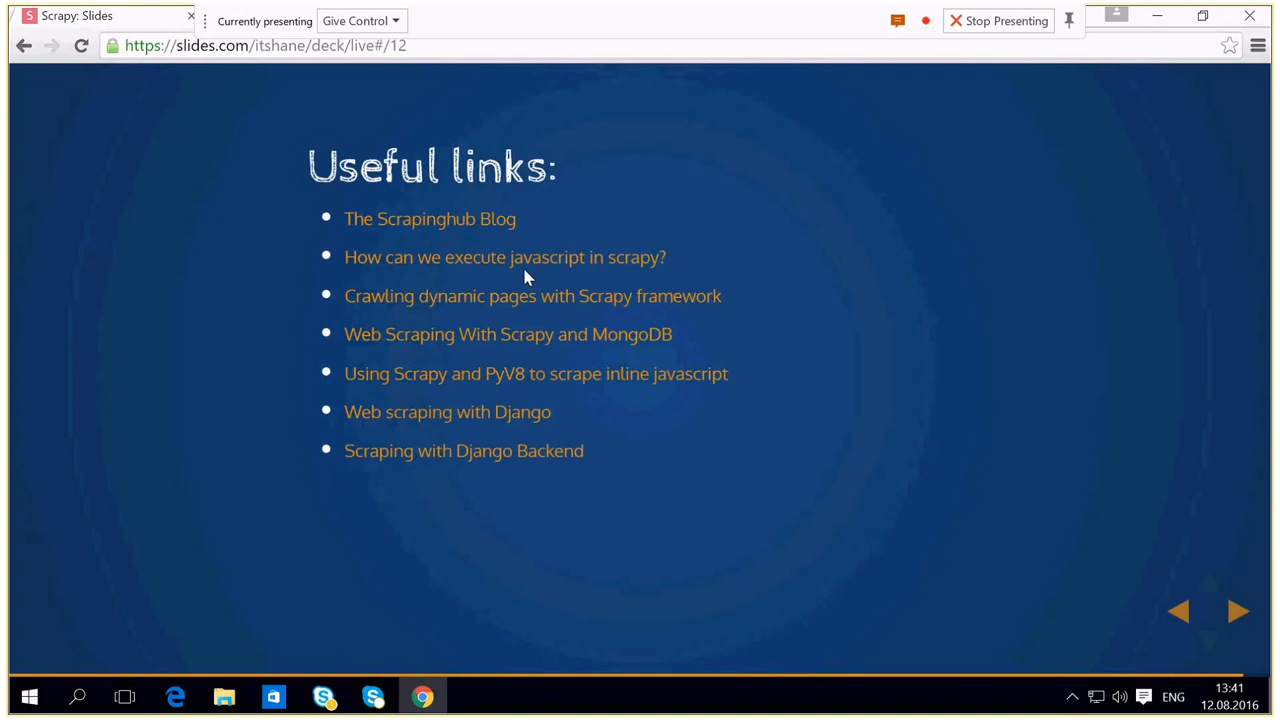 Scrapy: Slides
Currently presenting
Give Control
Stop Presenting
https://slides.com/itshane/deck/live#/12
Useful links:
The Scrapinghub Blog
How can we execute javascript in scrapy?
Crawling dynamic pages with Scrapy framework
Web Scraping With Scrapy and MongoDB
Using Scrapy and PyV8 to scrape inline javascript
Web scraping with Django
Scraping with Django Backend
ENG
13:41
12.08.2016